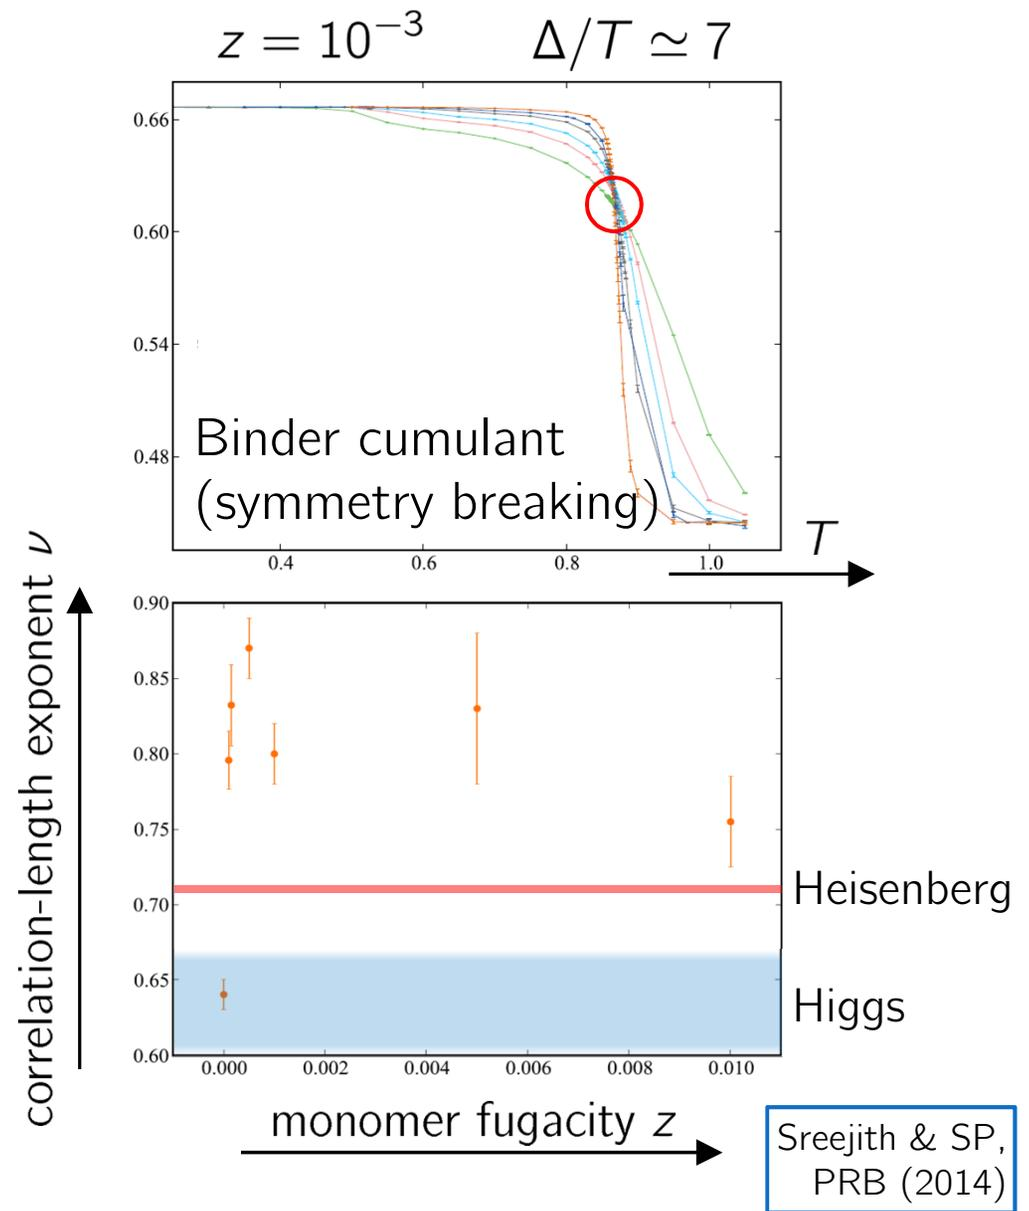 z = 10⁻³ Δ/T ≃ 7
0.66
0.60
0.54
0.48
Binder cumulant
(symmetry breaking)
0.4 0.6 0.8 1.0
T
correlation-length exponent ν
0.90
0.85
0.80
0.75
0.70
0.65
0.60
Heisenberg
Higgs
0.000 0.002 0.004 0.006 0.008 0.010
monomer fugacity z
Sreejith & SP,
PRB (2014)